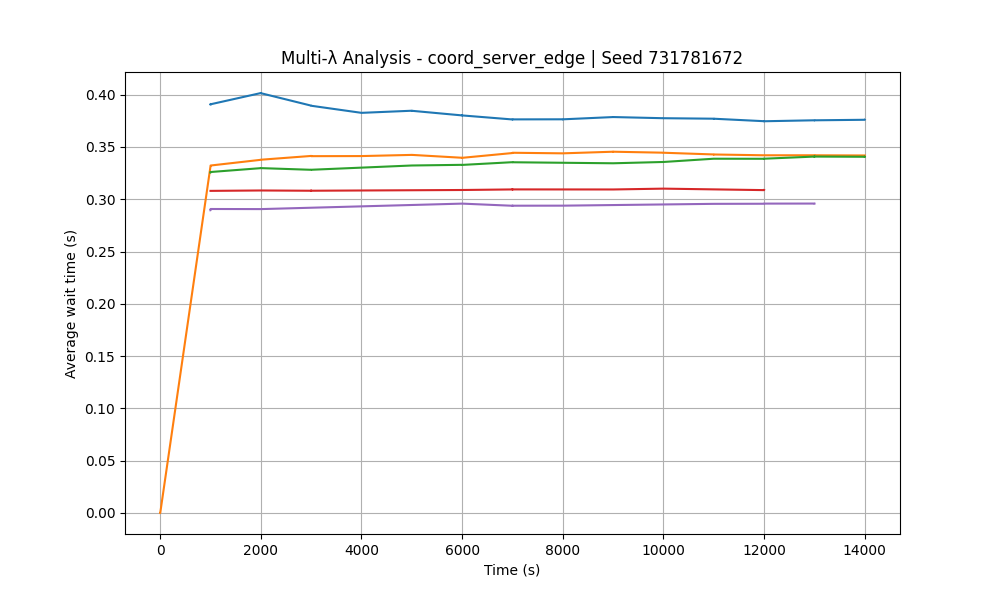 Multi-λ Analysis - coord_server_edge | Seed 731781672
Average wait time (s)
0.40
0.35
0.30
0.25
0.20
0.15
0.10
0.05
0.00
0 2000 4000 6000 8000 10000 12000 14000
Time (s)